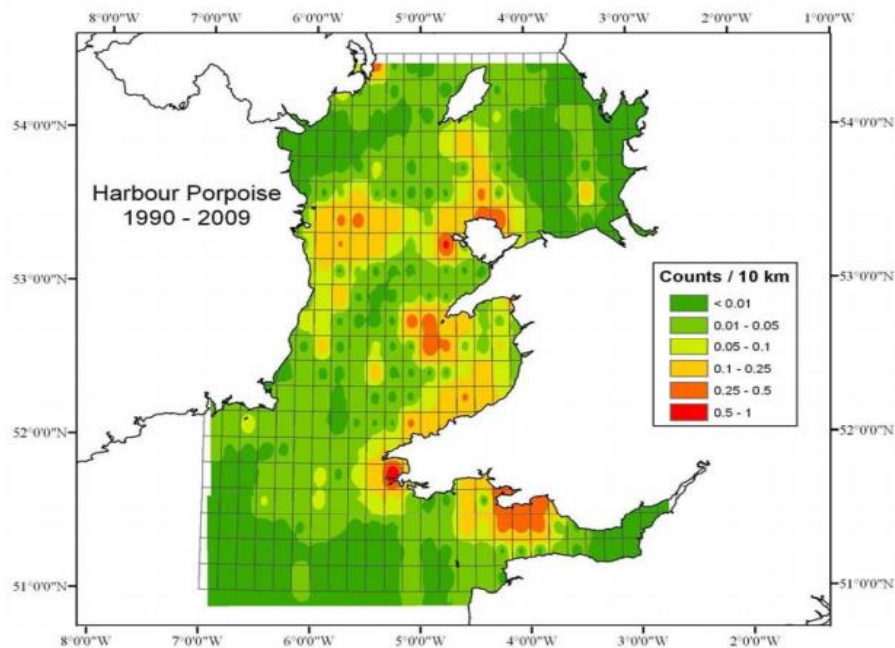 8°0'0"W 7°0'0"W 6°0'0"W 5°0'0"W 4°0'0"W 3°0'0"W 2°0'0"W 1°0'0"W
54°0'0"N 54°0'0"N
Harbour Porpoise
1990 - 2009
53°0'0"N 53°0'0"N
Counts / 10 km
< 0.01
0.01 - 0.05
0.05 - 0.1
0.1 - 0.25
0.25 - 0.5
0.5 - 1
52°0'0"N 52°0'0"N
51°0'0"N 51°0'0"N
8°0'0"W 7°0'0"W 6°0'0"W 5°0'0"W 4°0'0"W 3°0'0"W 2°0'0"W 1°0'0"W